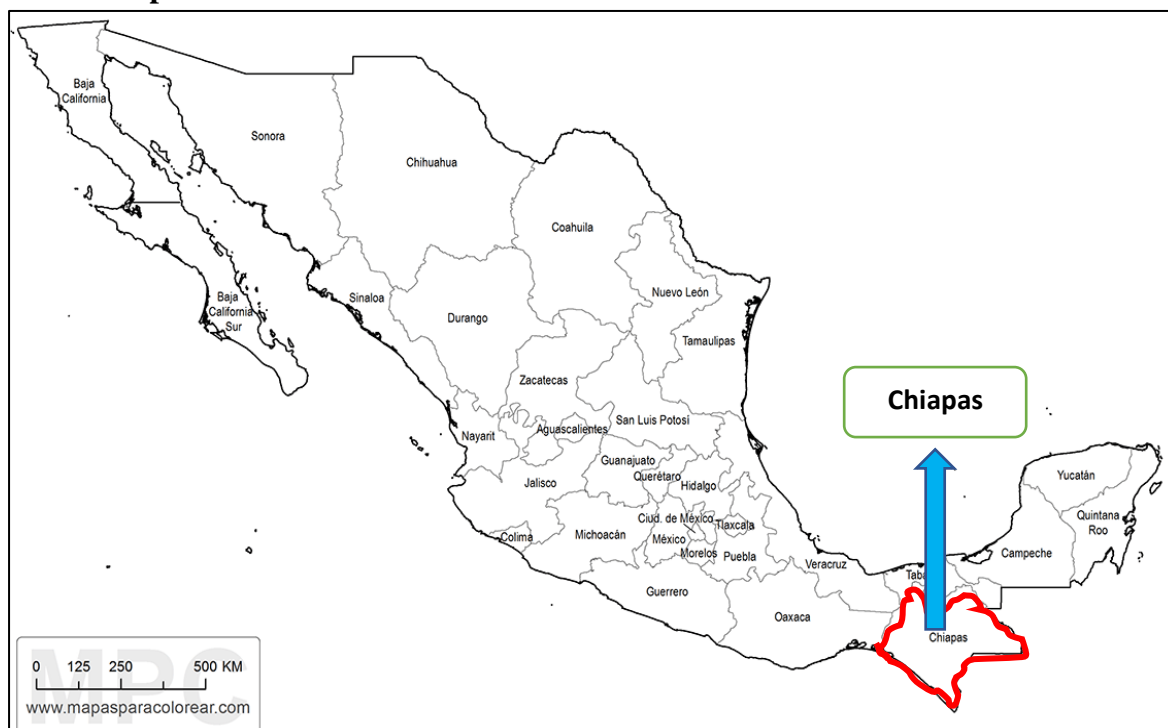 Baja
California
Sonora
Chihuahua
Coahuila
Nuevo León
Sinaloa
Baja
California
Sur
Durango
Tamaulipas
Zacatecas
Chiapas
San Luis Potosí
Aguascalientes
Nayarit
Guanajuato
Querétaro
Hidalgo
Yucatán
Jalisco
Quintana
Roo
Ciud. de México
Tlaxcala
Colima
Michoacán
México
Morelos
Puebla
Veracruz
Campeche
Guerrero
Oaxaca
Chiapas
0 125 250 500 KM
MPC
www.mapasparacolorear.com